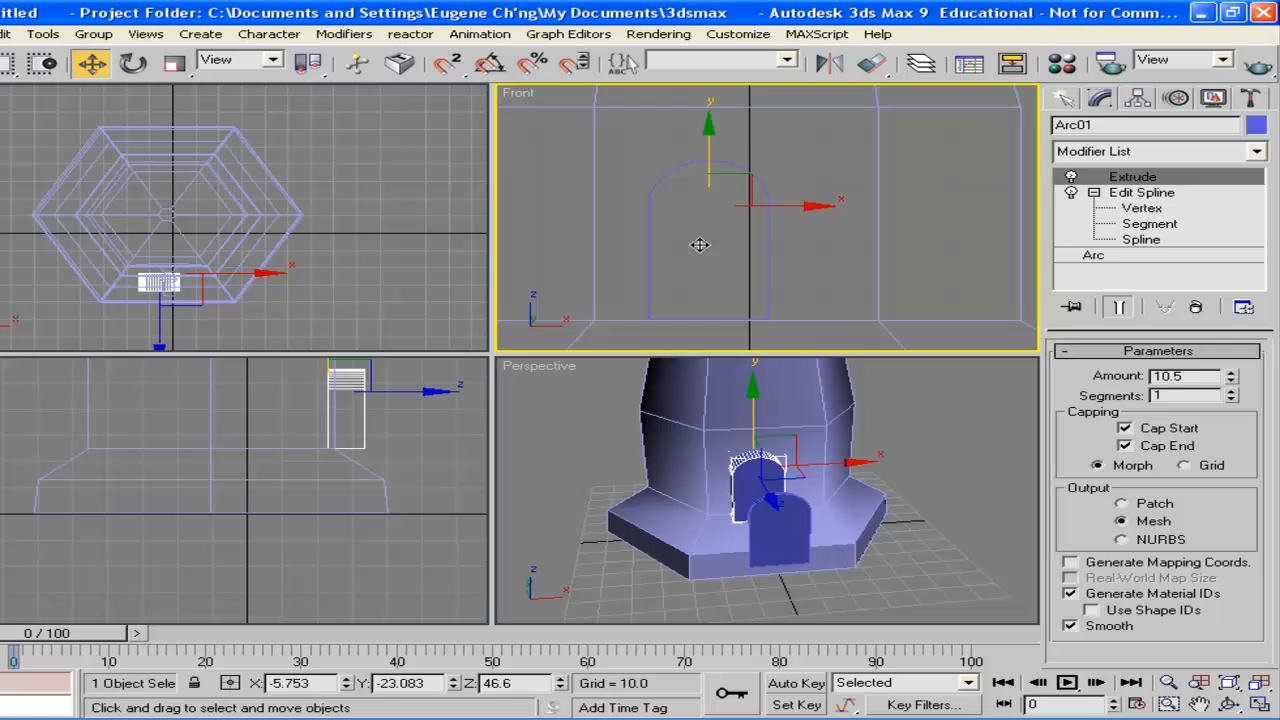 titled - Project Folder: C:\Documents and Settings\Eugene Ch'ng\My Documents\3dsmax - Autodesk 3ds Max 9 Educational - Not for Comm...
dit Tools Group Views Create Character Modifiers reactor Animation Graph Editors Rendering Customize MAXScript Help
View 2 % ABC View
Front
y
x
x
z
x
x
z
Perspective
y
x
z
z
x
Arc01
Modifier List
Extrude
Edit Spline
Vertex
Segment
Spline
Arc
- Parameters
Amount: 10.5
Segments: 1
Capping
Cap Start
Cap End
Morph Grid
Output
Patch
Mesh
NURBS
Generate Mapping Coords.
Real-World Map Size
Generate Material IDs
Use Shape IDs
Smooth
0 / 100 >
0 10 20 30 40 50 60 70 80 90 100
1 Object Sele X: -5.753 Y: -23.083 Z: 46.6 Grid = 10.0 Auto Key Selected
Click and drag to select and move objects Add Time Tag Set Key Key Filters... 0